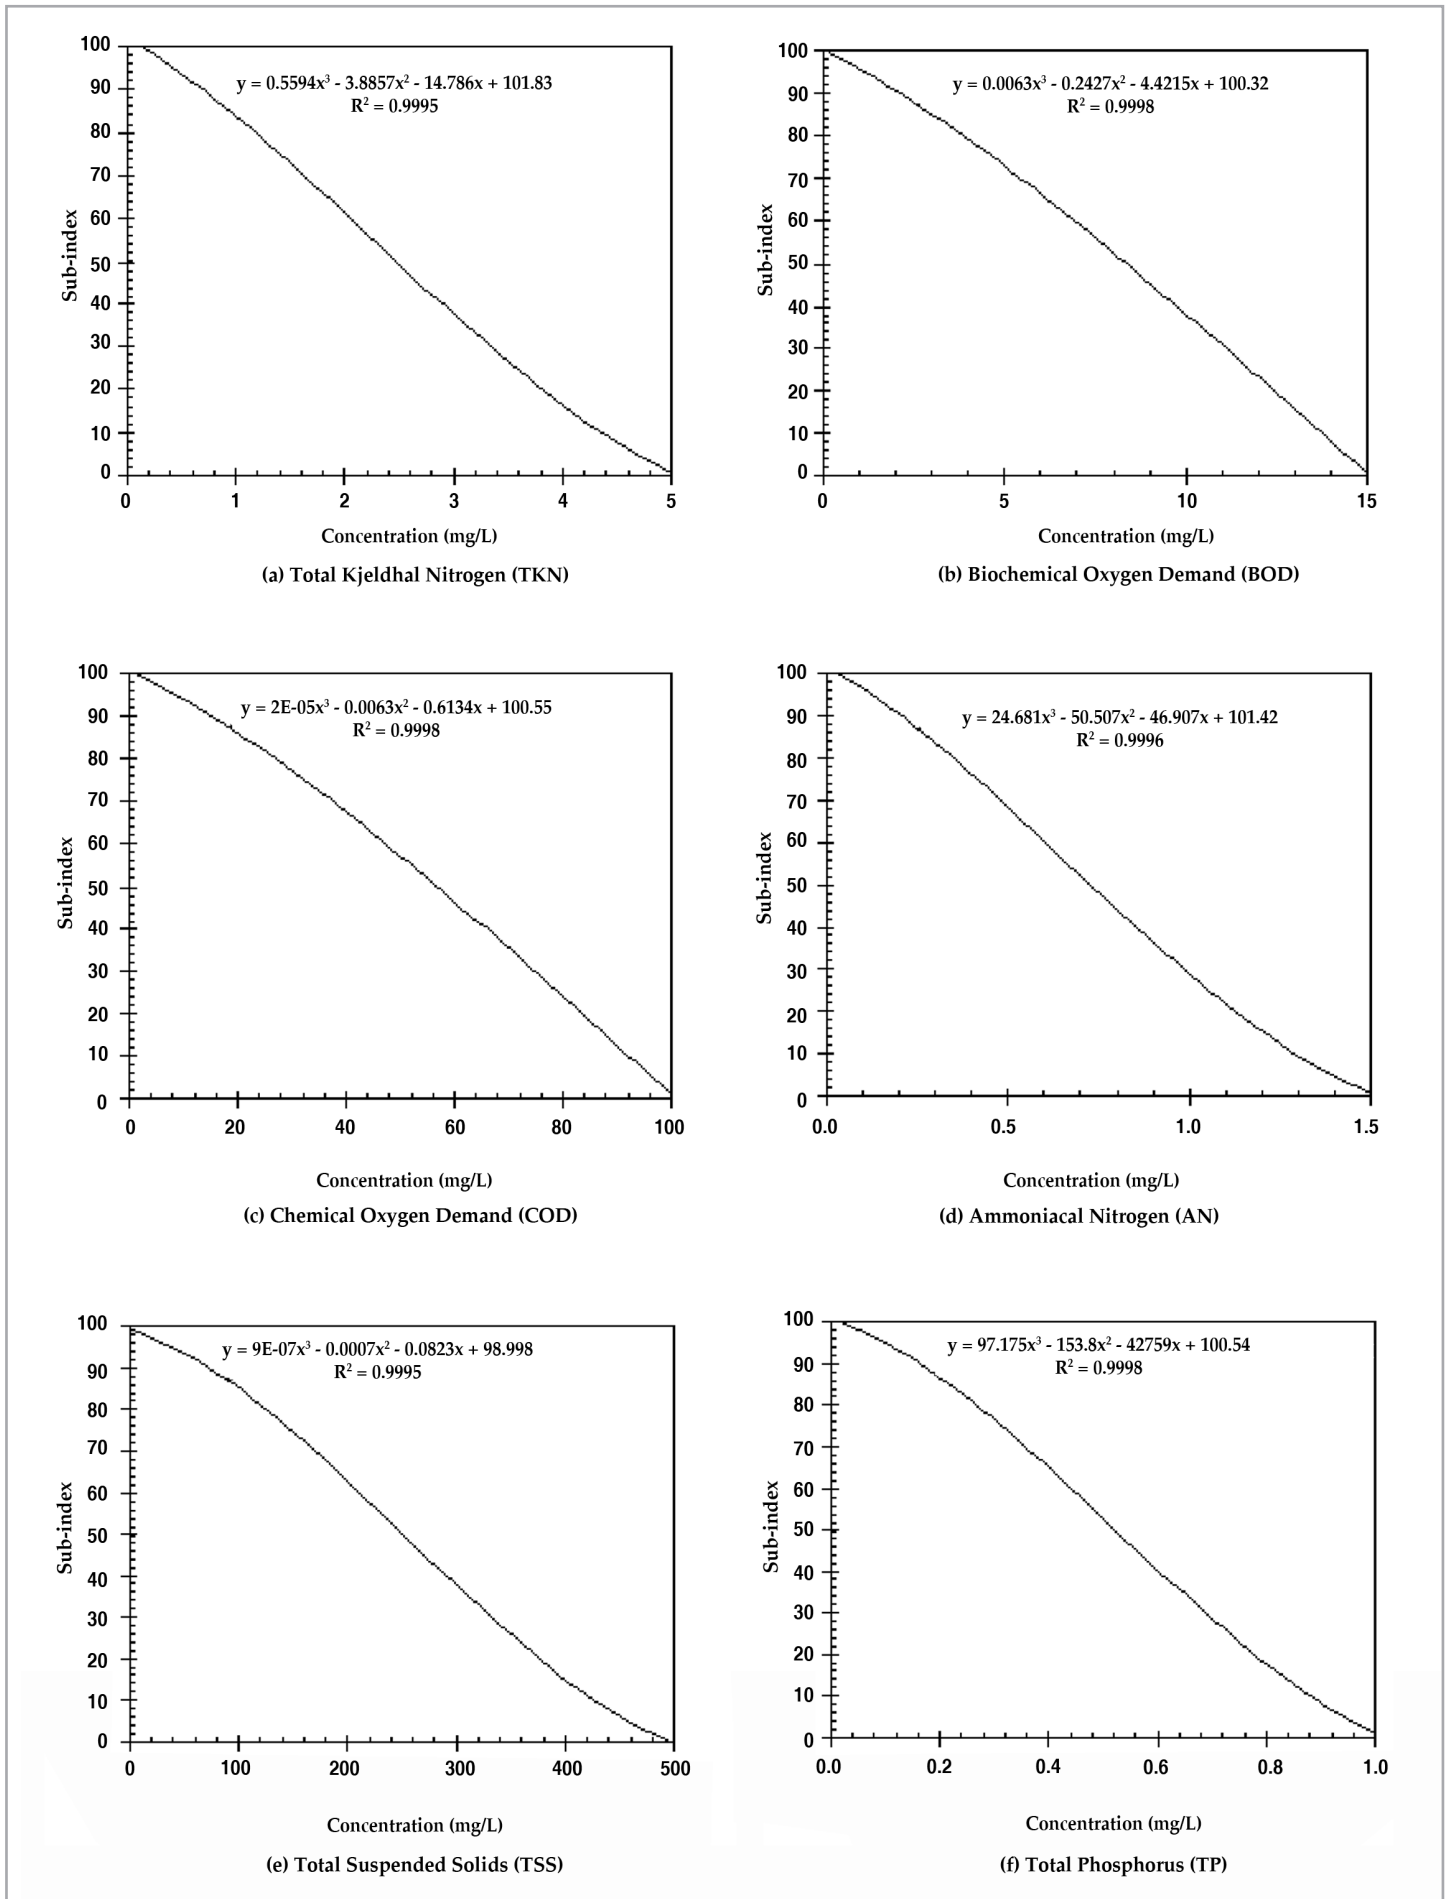 100
90
80
70
60
50
40
30
20
10
0
Sub-index
y = 0.5594x³ - 3.8857x² - 14.786x + 101.83
R² = 0.9995
0 1 2 3 4 5
Concentration (mg/L)
(a) Total Kjeldhal Nitrogen (TKN)
100
90
80
70
60
50
40
30
20
10
0
Sub-index
y = 0.0063x³ - 0.2427x² - 4.4215x + 100.32
R² = 0.9998
0 5 10 15
Concentration (mg/L)
(b) Biochemical Oxygen Demand (BOD)
100
90
80
70
60
50
40
30
20
10
0
Sub-index
y = 2E-05x³ - 0.0063x² - 0.6134x + 100.55
R² = 0.9998
0 20 40 60 80 100
Concentration (mg/L)
(c) Chemical Oxygen Demand (COD)
100
90
80
70
60
50
40
30
20
10
0
Sub-index
y = 24.681x³ - 50.507x² - 46.907x + 101.42
R² = 0.9996
0.0 0.5 1.0 1.5
Concentration (mg/L)
(d) Ammoniacal Nitrogen (AN)
100
90
80
70
60
50
40
30
20
10
0
Sub-index
y = 9E-07x³ - 0.0007x² - 0.0823x + 98.998
R² = 0.9995
0 100 200 300 400 500
Concentration (mg/L)
(e) Total Suspended Solids (TSS)
100
90
80
70
60
50
40
30
20
10
0
Sub-index
y = 97.175x³ - 153.8x² - 42759x + 100.54
R² = 0.9998
0.0 0.2 0.4 0.6 0.8 1.0
Concentration (mg/L)
(f) Total Phosphorus (TP)